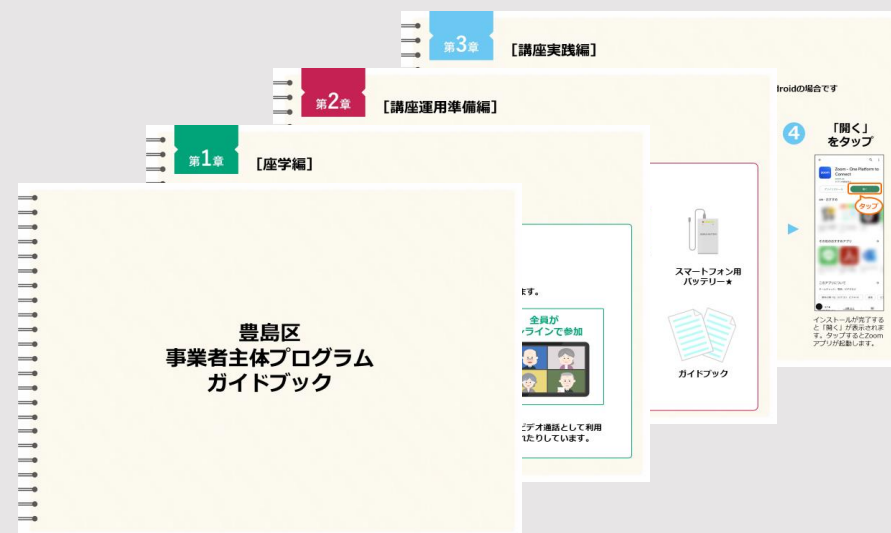 第3章
[講座実践編]
droidの場合です
4
「開く」
をタップ
Zoom - One Platform to
Connect
タップ
インストールが完了する
と「開く」が表示されま
す。タップするとZoom
アプリが起動します。
第2章
[講座運用準備編]
スマートフォン用
バッテリー★
ガイドブック
第1章
[座学編]
ます。
全員が
ラインで参加
ビデオ通話として利用
れたりしています。
豊島区
事業者主体プログラム
ガイドブック